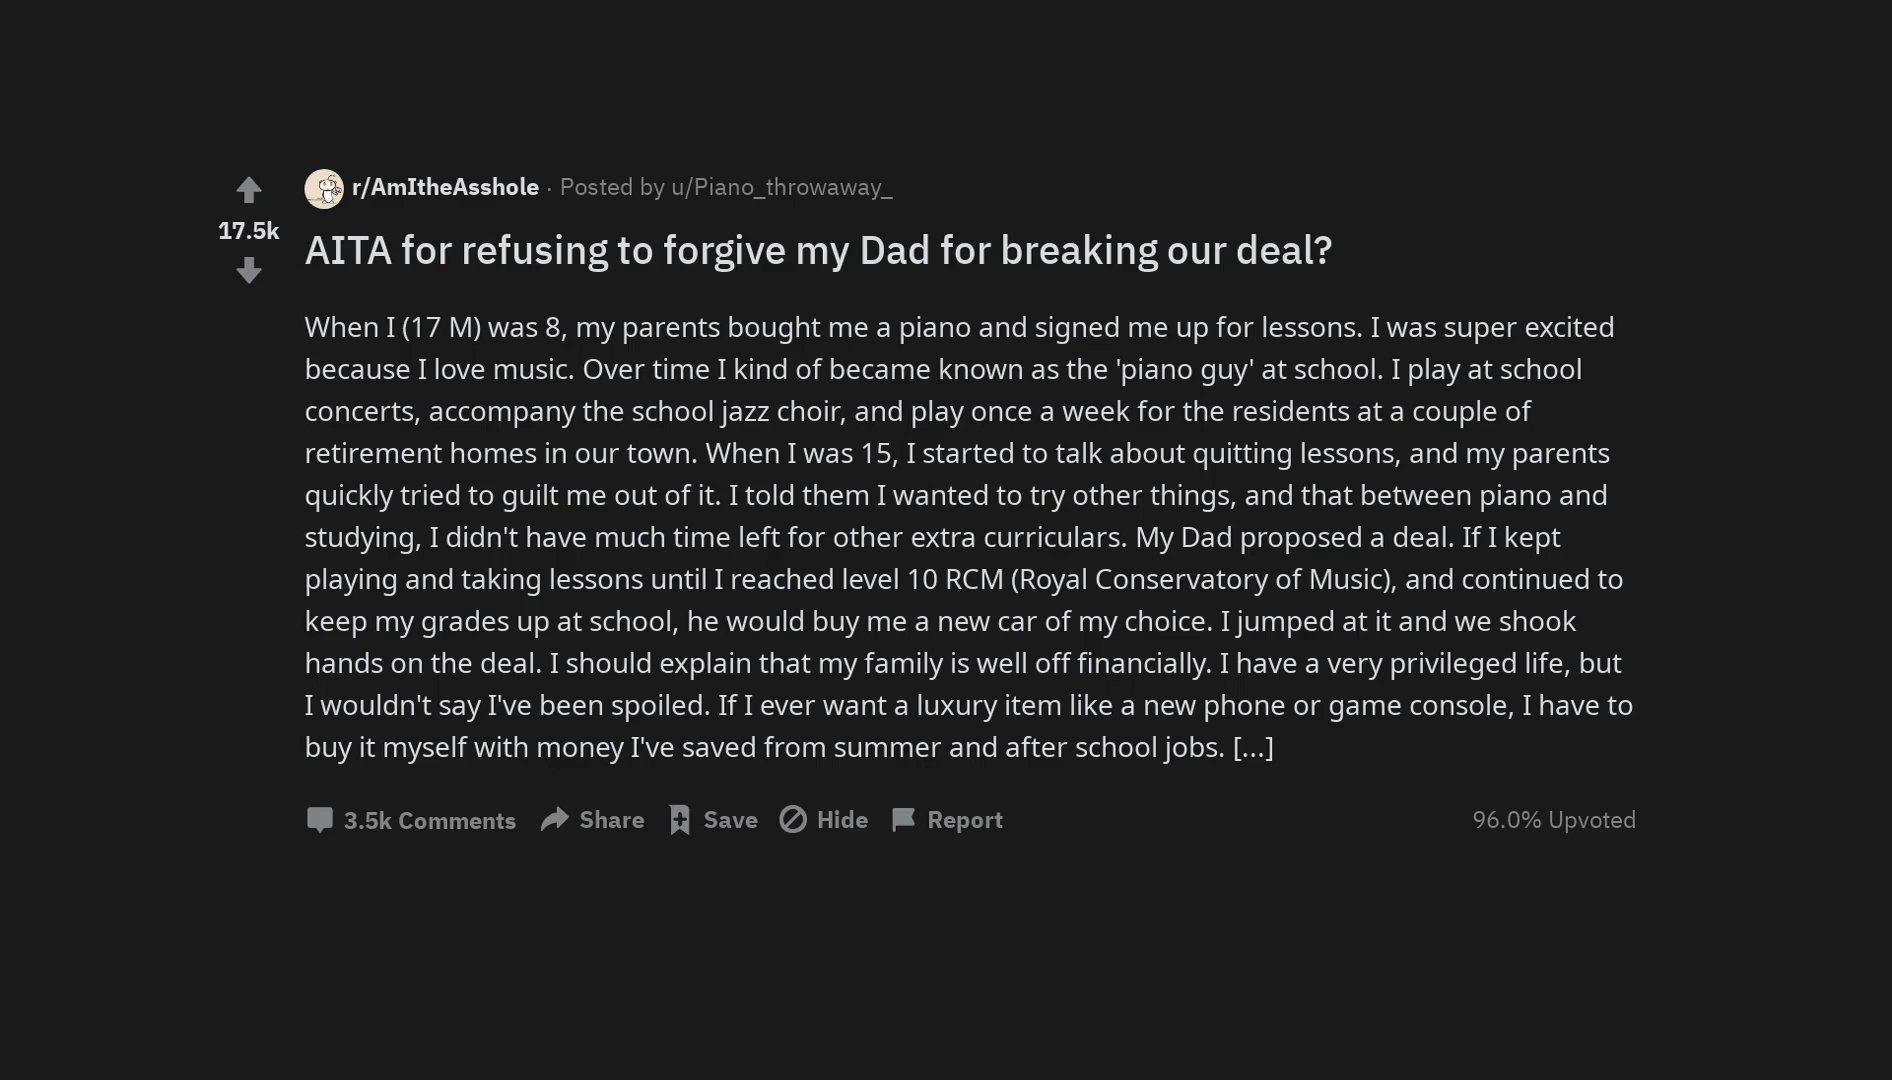 r/AmItheAsshole · Posted by u/Piano_throwaway_
17.5k
AITA for refusing to forgive my Dad for breaking our deal?
When I (17 M) was 8, my parents bought me a piano and signed me up for lessons. I was super excited
because I love music. Over time I kind of became known as the 'piano guy' at school. I play at school
concerts, accompany the school jazz choir, and play once a week for the residents at a couple of
retirement homes in our town. When I was 15, I started to talk about quitting lessons, and my parents
quickly tried to guilt me out of it. I told them I wanted to try other things, and that between piano and
studying, I didn't have much time left for other extra curriculars. My Dad proposed a deal. If I kept
playing and taking lessons until I reached level 10 RCM (Royal Conservatory of Music), and continued to
keep my grades up at school, he would buy me a new car of my choice. I jumped at it and we shook
hands on the deal. I should explain that my family is well off financially. I have a very privileged life, but
I wouldn't say I've been spoiled. If I ever want a luxury item like a new phone or game console, I have to
buy it myself with money I've saved from summer and after school jobs. [...]
3.5k Comments Share Save Hide Report 96.0% Upvoted